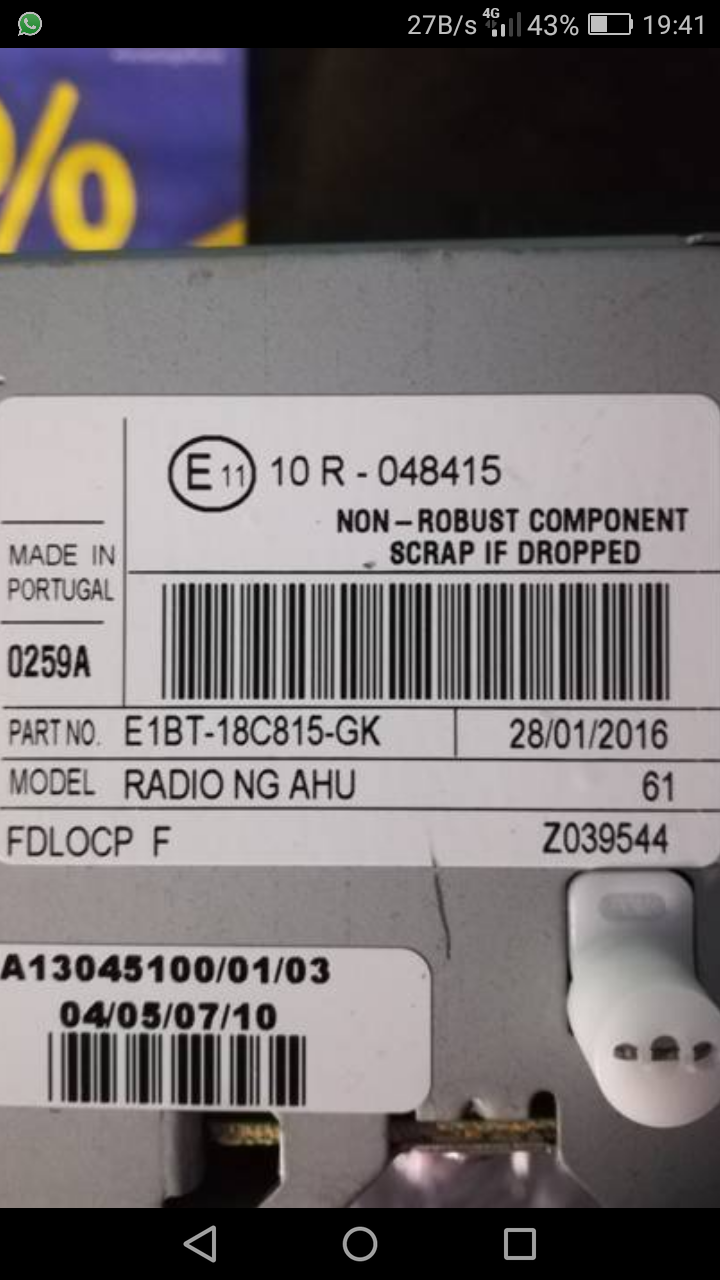 27B/s 4G 43% 19:41
%
E 11 10 R - 048415
NON-ROBUST COMPONENT
SCRAP IF DROPPED
MADE IN
PORTUGAL
0259A
PART NO. E1BT-18C815-GK 28/01/2016
MODEL RADIO NG AHU 61
FDLOCP F Z039544
A13045100/01/03
04/05/07/10